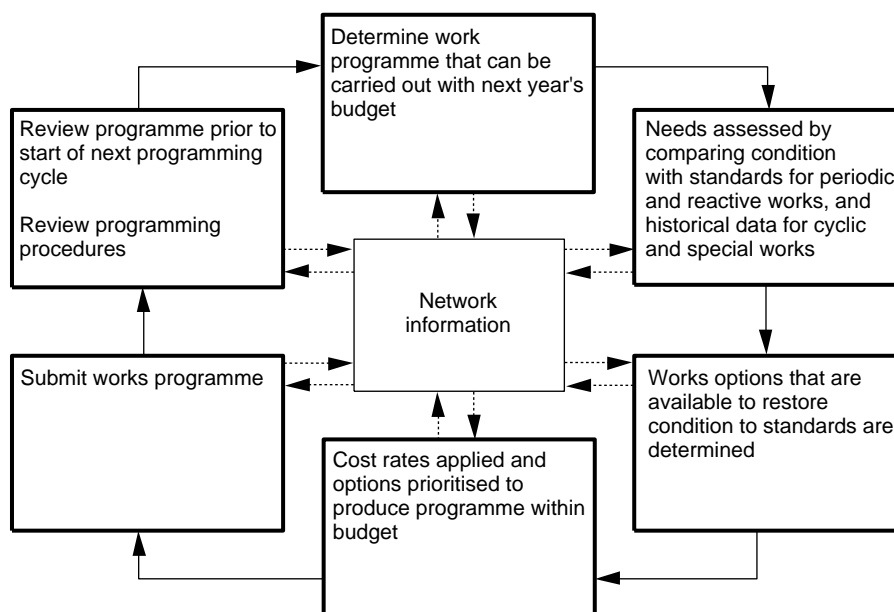 Determine work
programme that can be
carried out with next year's
budget
Review programme prior to
start of next programming
cycle
Review programming
procedures
Needs assessed by
comparing condition
with standards for periodic
and reactive works, and
historical data for cyclic
and special works
Network
information
Submit works programme
Works options that are
available to restore
condition to standards are
determined
Cost rates applied and
options prioritised to
produce programme within
budget